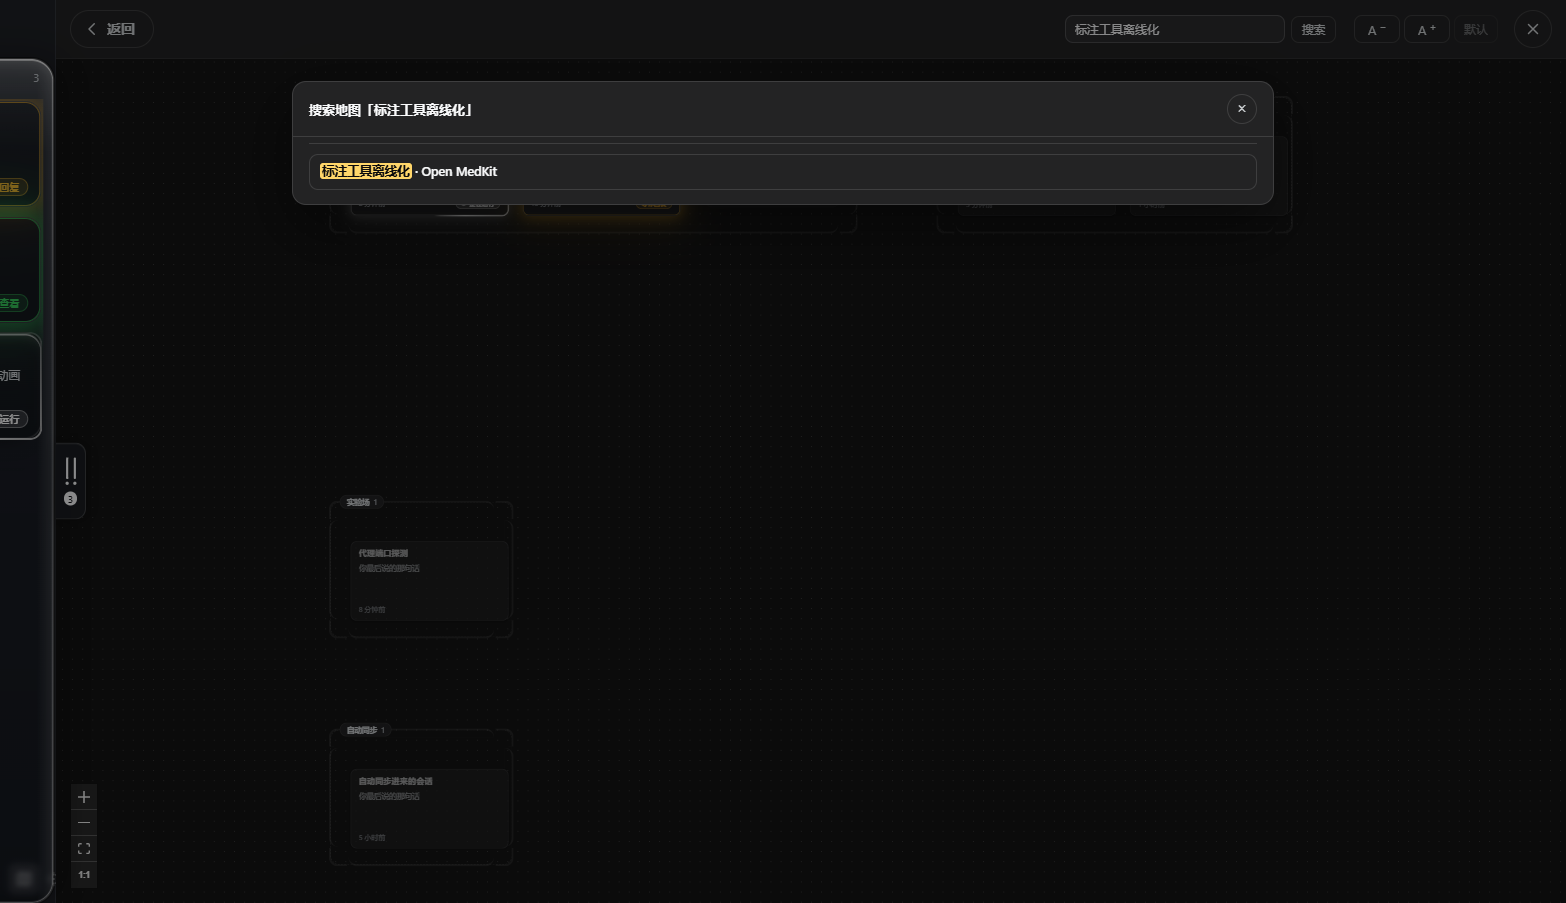 返回
标注工具离线化
搜索
A⁻
A⁺
默认
3
搜索地图「标注工具离线化」
标注工具离线化 · Open MedKit
回复
查看
动画
运行
3
实验场 1
代理端口探测
你最后说的那句话
8 分钟前
自动同步 1
自动同步进来的会话
你最后说的那句话
5 小时前
1:1